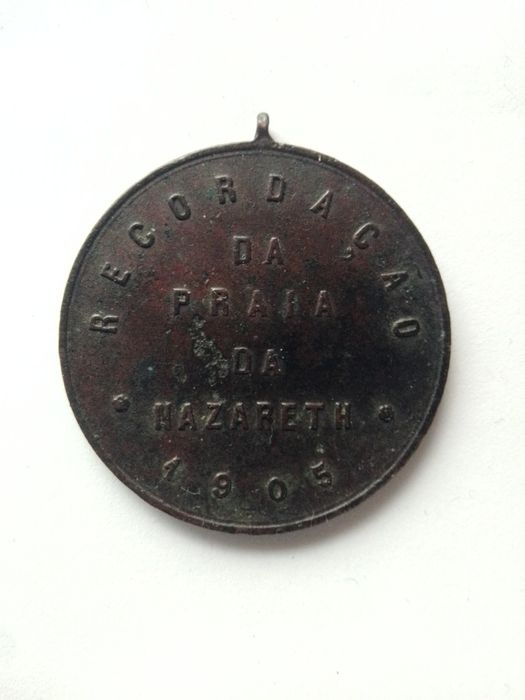 RECORDAÇÃO
DA
PRAIA
DA
* NAZARETH *
1905